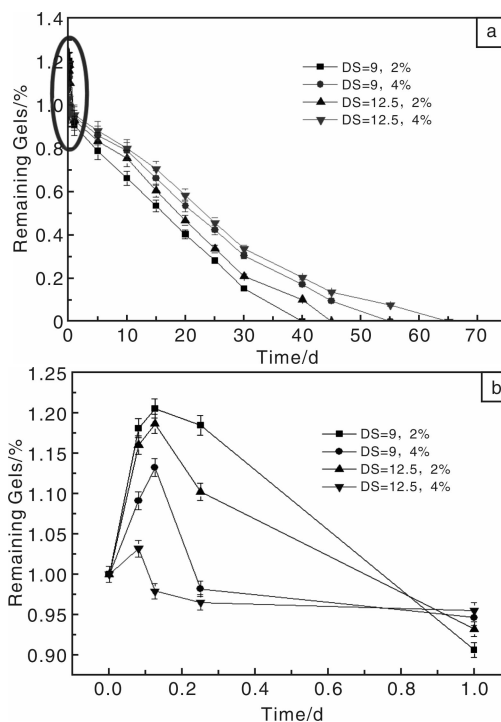 a
1.4
1.2
1.0
0.8
0.6
0.4
0.2
0
Remaining Gels/%
DS=9, 2%
DS=9, 4%
DS=12.5, 2%
DS=12.5, 4%
0 10 20 30 40 50 60 70
Time/d
b
1.25
1.20
1.15
1.10
1.05
1.00
0.95
0.90
Remaining Gels/%
DS=9, 2%
DS=9, 4%
DS=12.5, 2%
DS=12.5, 4%
0.0 0.2 0.4 0.6 0.8 1.0
Time/d